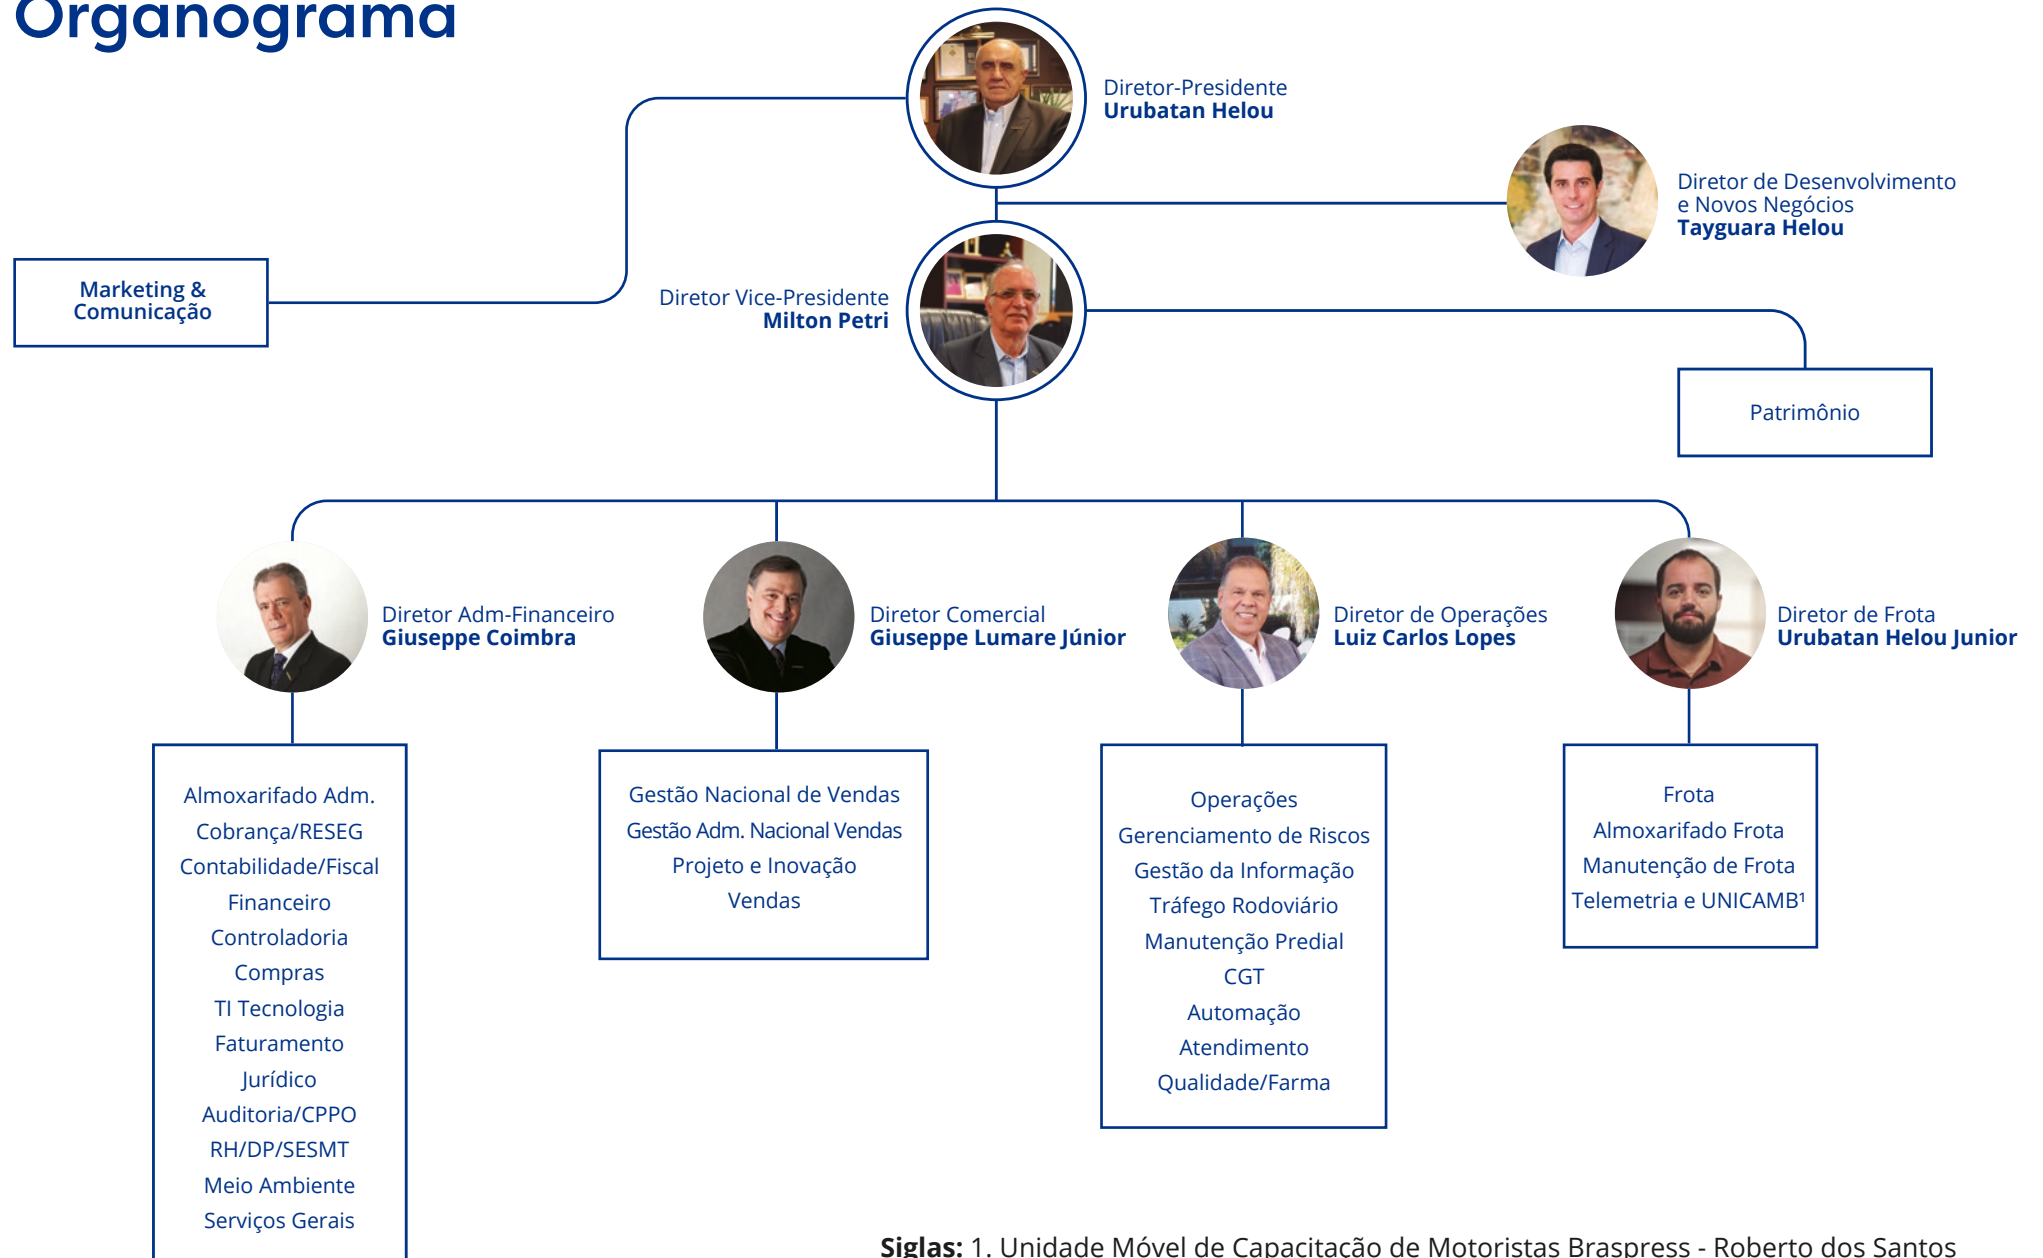 Organograma
Diretor-Presidente
Urubatan Helou
Diretor de Desenvolvimento
e Novos Negócios
Tayguara Helou
Marketing &
Comunicação
Diretor Vice-Presidente
Milton Petri
Patrimônio
Diretor Adm-Financeiro
Giuseppe Coimbra
Diretor Comercial
Giuseppe Lumare Júnior
Diretor de Operações
Luiz Carlos Lopes
Diretor de Frota
Urubatan Helou Junior
Almoxarifado Adm.
Cobrança/RESEG
Contabilidade/Fiscal
Financeiro
Controladoria
Compras
TI Tecnologia
Faturamento
Jurídico
Auditoria/CPPO
RH/DP/SESMT
Meio Ambiente
Serviços Gerais
Gestão Nacional de Vendas
Gestão Adm. Nacional Vendas
Projeto e Inovação
Vendas
Operações
Gerenciamento de Riscos
Gestão da Informação
Tráfego Rodoviário
Manutenção Predial
CGT
Automação
Atendimento
Qualidade/Farma
Frota
Almoxarifado Frota
Manutenção de Frota
Telemetria e UNICAMB¹
Siglas: 1. Unidade Móvel de Capacitação de Motoristas Braspress - Roberto dos Santos